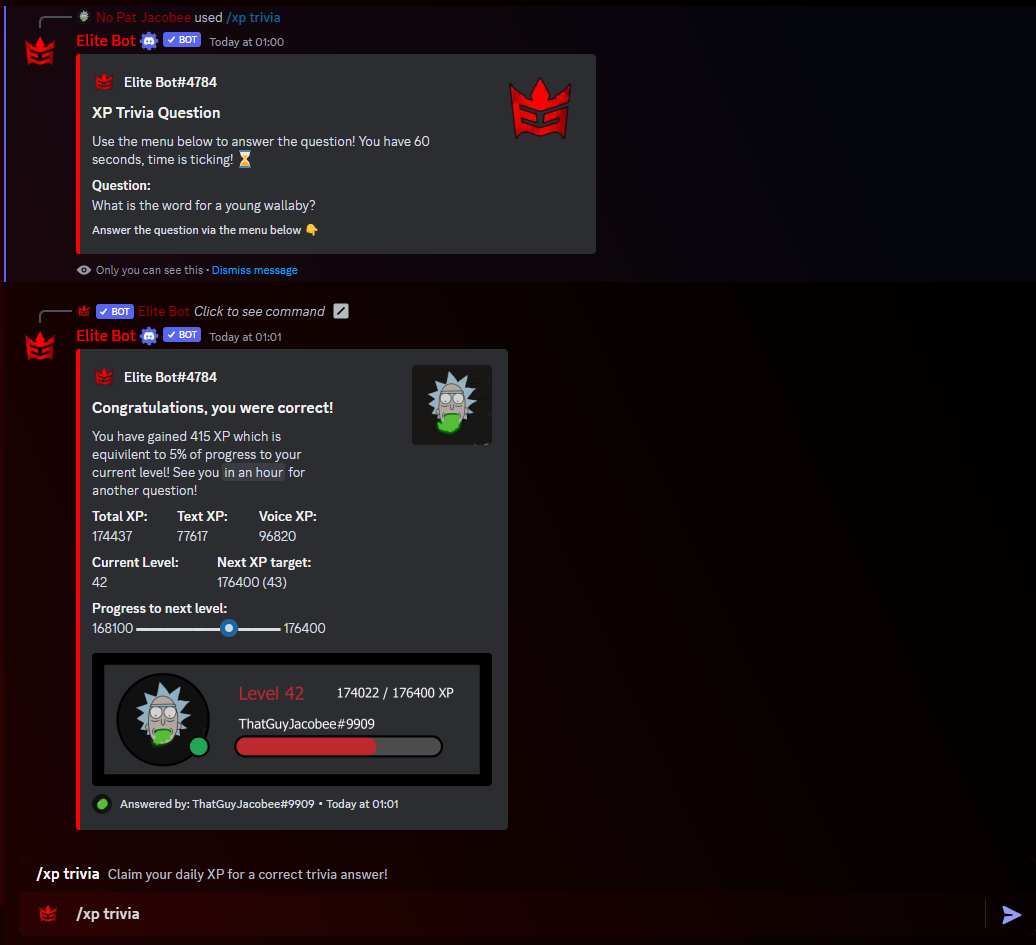 No Pat Jacobee used /xp trivia
Elite Bot ✓ BOT Today at 01:00
Elite Bot#4784
XP Trivia Question
Use the menu below to answer the question! You have 60
seconds, time is ticking! ⏳
Question:
What is the word for a young wallaby?
Answer the question via the menu below 👇
Only you can see this • Dismiss message
✓ BOT Elite Bot Click to see command
Elite Bot ✓ BOT Today at 01:01
Elite Bot#4784
Congratulations, you were correct!
You have gained 415 XP which is
equivilent to 5% of progress to your
current level! See you in an hour for
another question!
Total XP: Text XP: Voice XP:
174437 77617 96820
Current Level: Next XP target:
42 176400 (43)
Progress to next level:
168100 176400
Level 42 174022 / 176400 XP
ThatGuyJacobee#9909
Answered by: ThatGuyJacobee#9909 • Today at 01:01
/xp trivia Claim your daily XP for a correct trivia answer!
/xp trivia